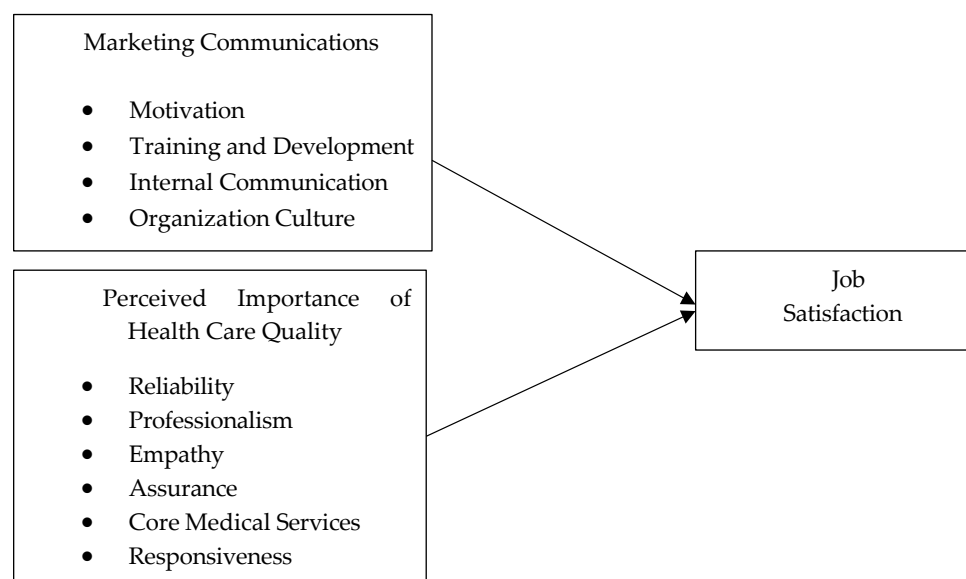 Marketing Communications
• Motivation
• Training and Development
• Internal Communication
• Organization Culture
Perceived Importance of
Health Care Quality
• Reliability
• Professionalism
• Empathy
• Assurance
• Core Medical Services
• Responsiveness
Job
Satisfaction